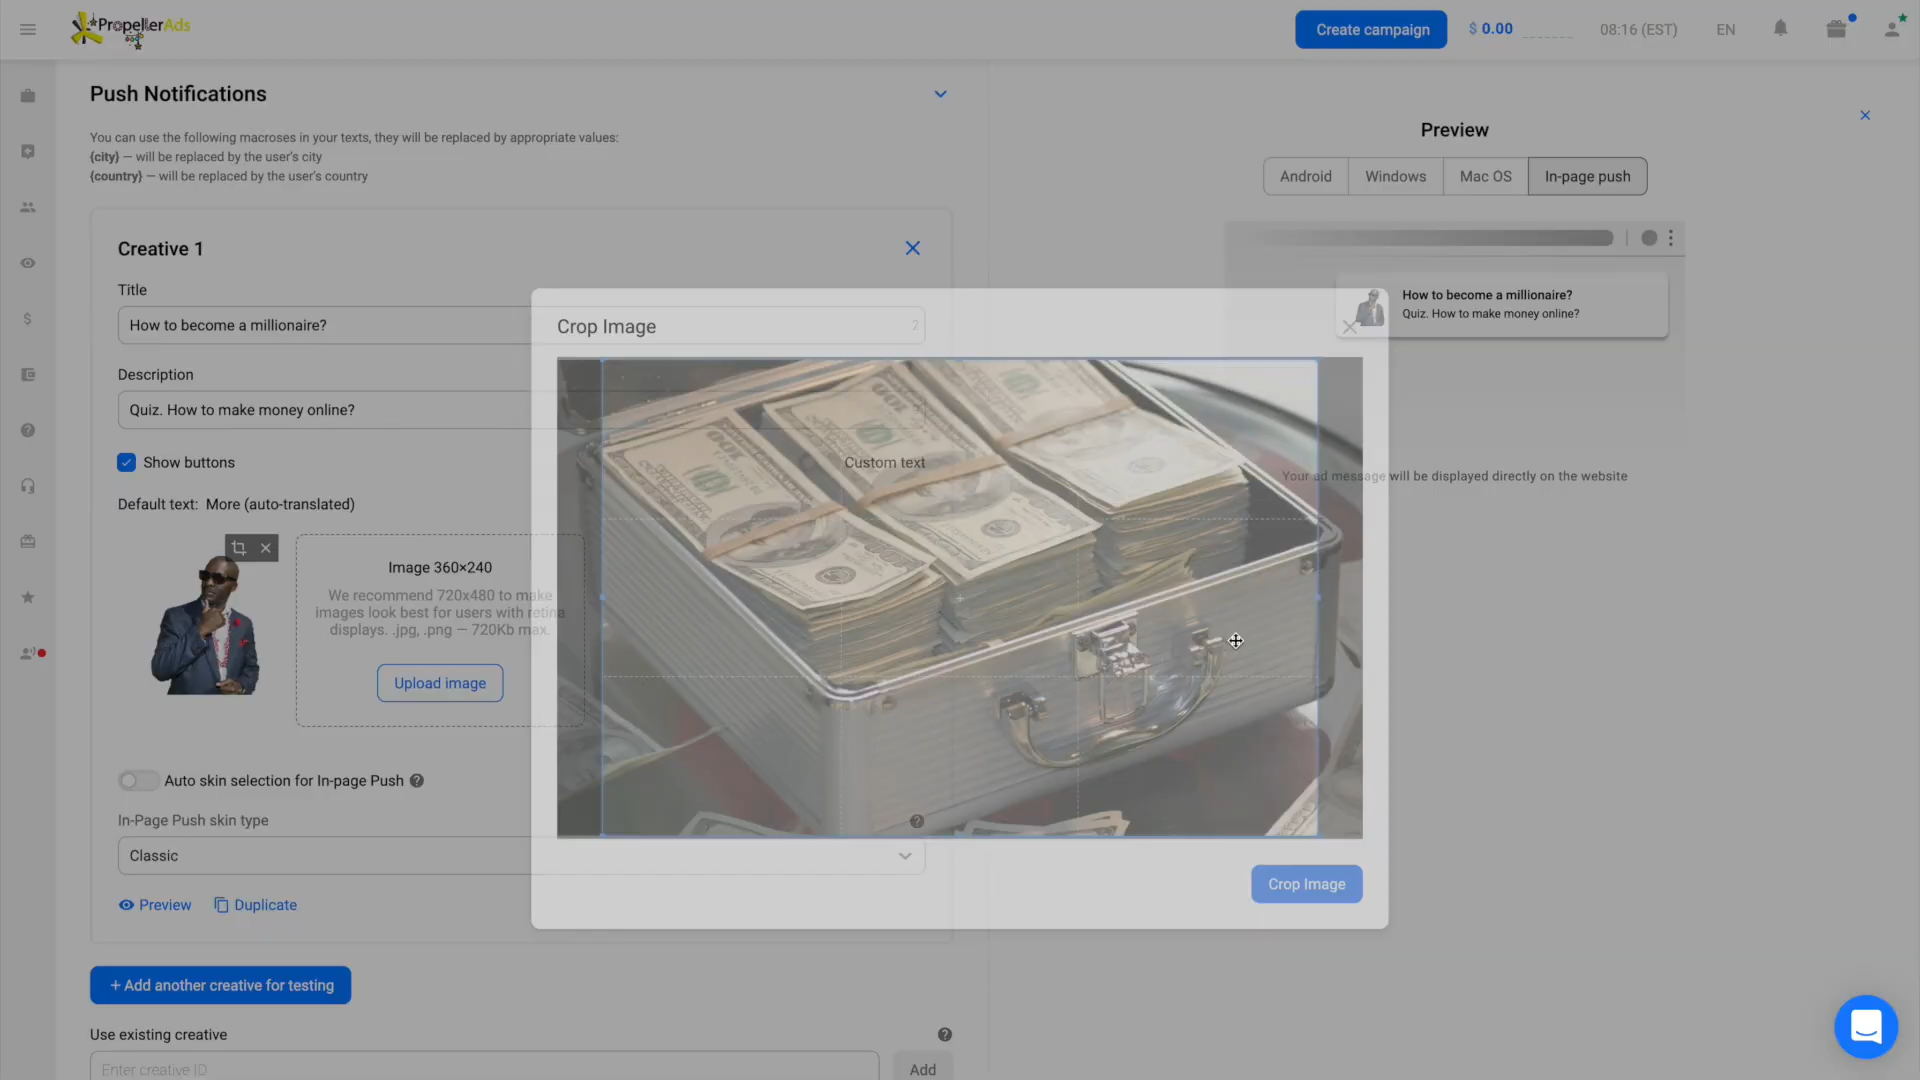 PropellerAds
Create campaign
$ 0.00
08:16 (EST)
EN
Push Notifications
You can use the following macroses in your texts, they will be replaced by appropriate values:
{city} — will be replaced by the user's city
{country} — will be replaced by the user's country
Creative 1
Title
How to become a millionaire?
2
Description
Quiz. How to make money online?
Show buttons
Custom text
Default text: More (auto-translated)
Image 360×240
We recommend 720x480 to make
images look best for users with retina
displays. .jpg, .png — 720Kb max.
Upload image
Auto skin selection for In-page Push
In-Page Push skin type
Classic
Preview
Duplicate
+ Add another creative for testing
Use existing creative
Enter creative ID
Add
Crop Image
100
100
Crop Image
Preview
Android
Windows
Mac OS
In-page push
How to become a millionaire?
Quiz. How to make money online?
Your ad message will be displayed directly on the website